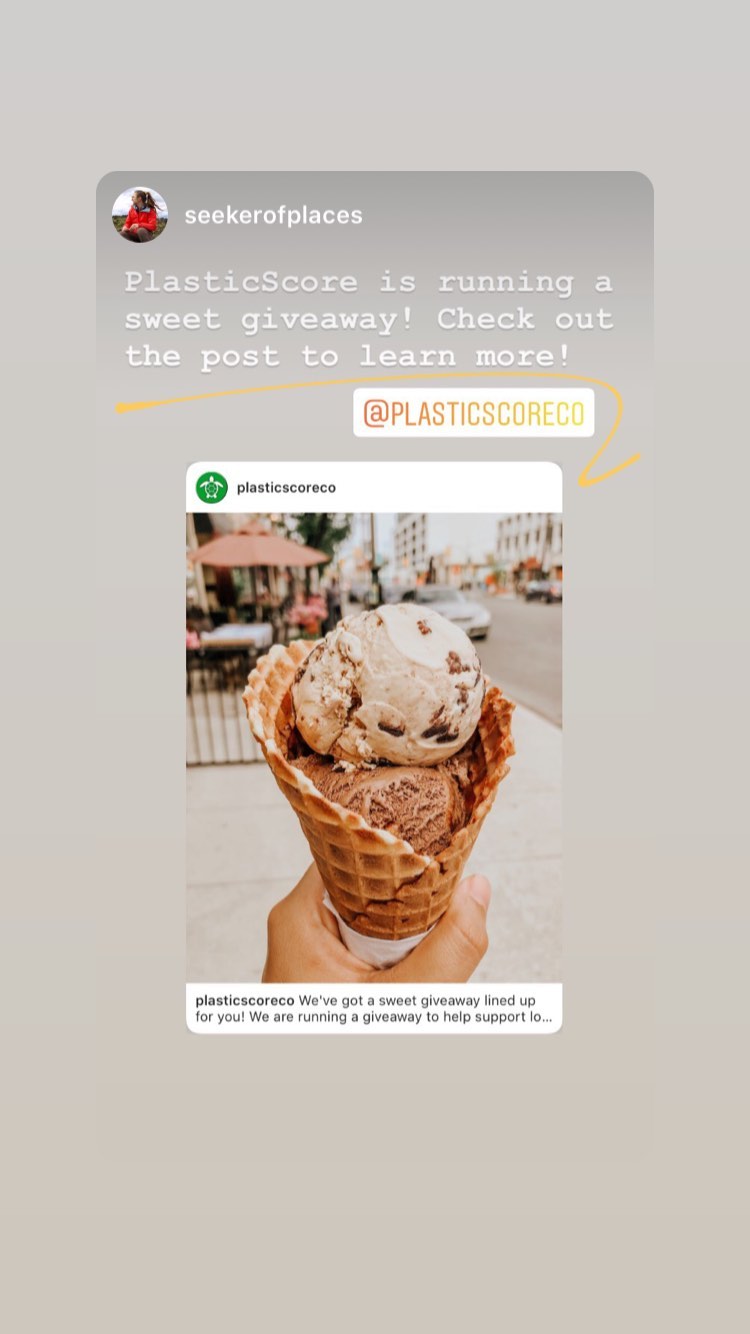 seekerofplaces
PlasticScore is running a
sweet giveaway! Check out
the post to learn more!
@PLASTICSCORECO
plasticscoreco
plasticscoreco We've got a sweet giveaway lined up
for you! We are running a giveaway to help support lo...